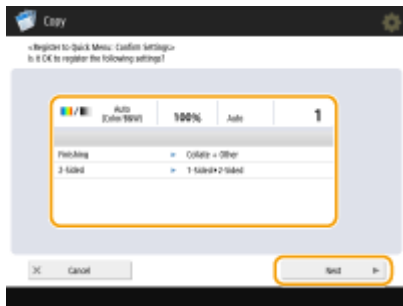 Copy
<Register to Quick Menu: Confirm Settings>
Is it OK to register the following settings?
Auto
(Color/B&W)
100%
Auto
1
Finishing
Collate + Other
2-Sided
1-Sided▶2-Sided
Cancel
Next